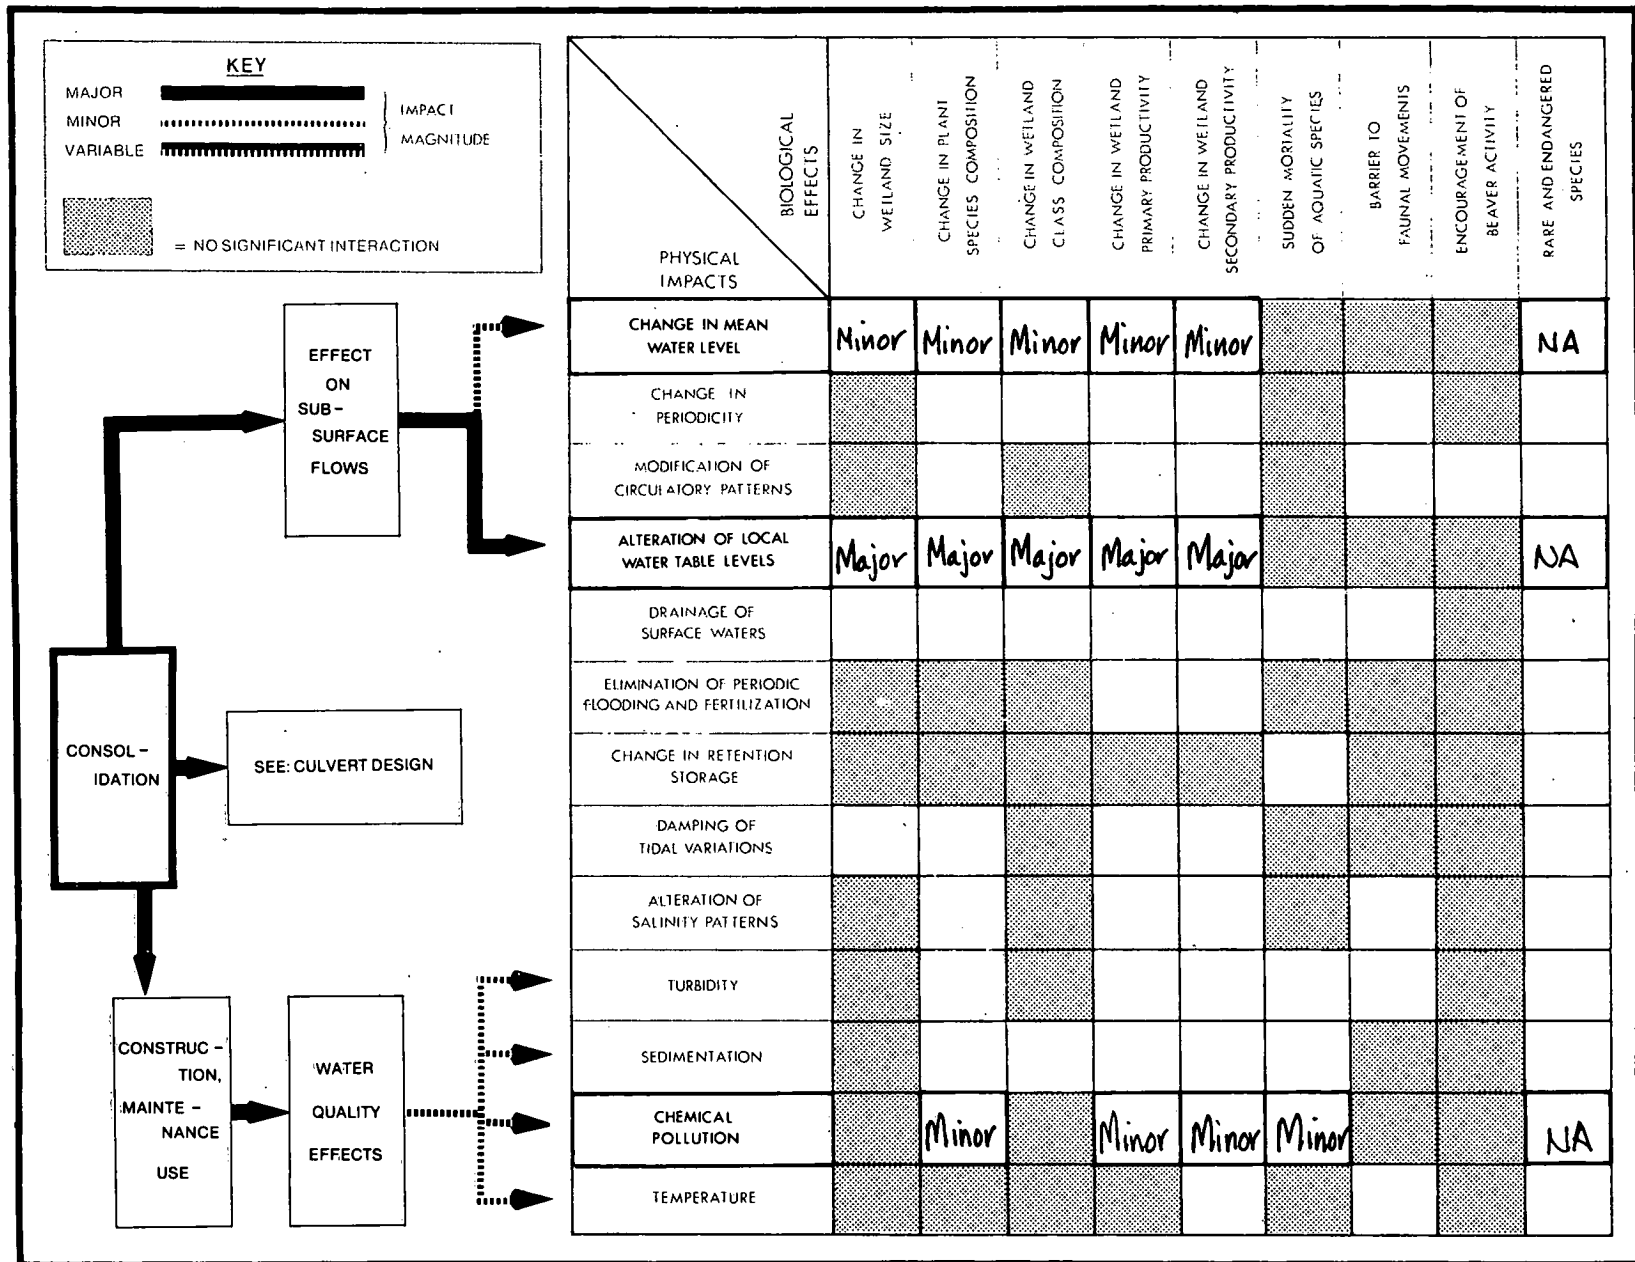 KEY
MAJOR
MINOR
VARIABLE
IMPACT
MAGNITUDE
= NO SIGNIFICANT INTERACTION
EFFECT
ON
SUB-
SURFACE
FLOWS
CONSOL-
IDATION
SEE: CULVERT DESIGN
CONSTRUC-
TION,
MAINTE-
NANCE
USE
WATER
QUALITY
EFFECTS
BIOLOGICAL
EFFECTS
PHYSICAL
IMPACTS
CHANGE IN
WETLAND SIZE
CHANGE IN PLANT
SPECIES COMPOSITION
CHANGE IN WETLAND
CLASS COMPOSITION
CHANGE IN WETLAND
PRIMARY PRODUCTIVITY
CHANGE IN WETLAND
SECONDARY PRODUCTIVITY
SUDDEN MORTALITY
OF AQUATIC SPECIES
BARRIER TO
FAUNAL MOVEMENTS
ENCOURAGEMENT OF
BEAVER ACTIVITY
RARE AND ENDANGERED
SPECIES
CHANGE IN MEAN
WATER LEVEL
Minor Minor Minor Minor Minor NA
CHANGE IN
PERIODICITY
MODIFICATION OF
CIRCULATORY PATTERNS
ALTERATION OF LOCAL
WATER TABLE LEVELS
Major Major Major Major Major NA
DRAINAGE OF
SURFACE WATERS
ELIMINATION OF PERIODIC
FLOODING AND FERTILIZATION
CHANGE IN RETENTION
STORAGE
DAMPING OF
TIDAL VARIATIONS
ALTERATION OF
SALINITY PATTERNS
TURBIDITY
SEDIMENTATION
CHEMICAL
POLLUTION
Minor Minor Minor Minor NA
TEMPERATURE